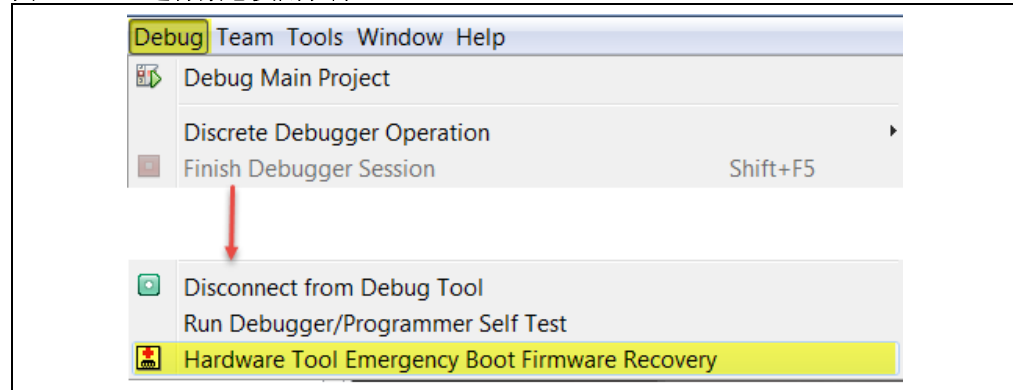 Debug Team Tools Window Help
Debug Main Project
Discrete Debugger Operation
Finish Debugger Session Shift+F5
Disconnect from Debug Tool
Run Debugger/Programmer Self Test
Hardware Tool Emergency Boot Firmware Recovery